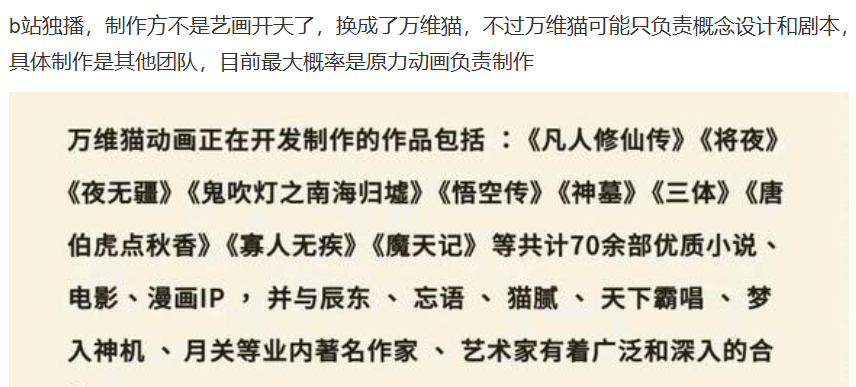 b站独播，制作方不是艺画开天了，换成了万维猫，不过万维猫可能只负责概念设计和剧本，
具体制作是其他团队，目前最大概率是原力动画负责制作
万维猫动画正在开发制作的作品包括 ：《凡人修仙传》《将夜》
《夜无疆》《鬼吹灯之南海归墟》《悟空传》《神墓》《三体》《唐
伯虎点秋香》《寡人无疾》《魔天记》 等共计70余部优质小说、
电影、漫画IP ， 并与辰东 、 忘语 、 猫腻 、 天下霸唱 、 梦
入神机 、 月关等业内著名作家 、 艺术家有着广泛和深入的合